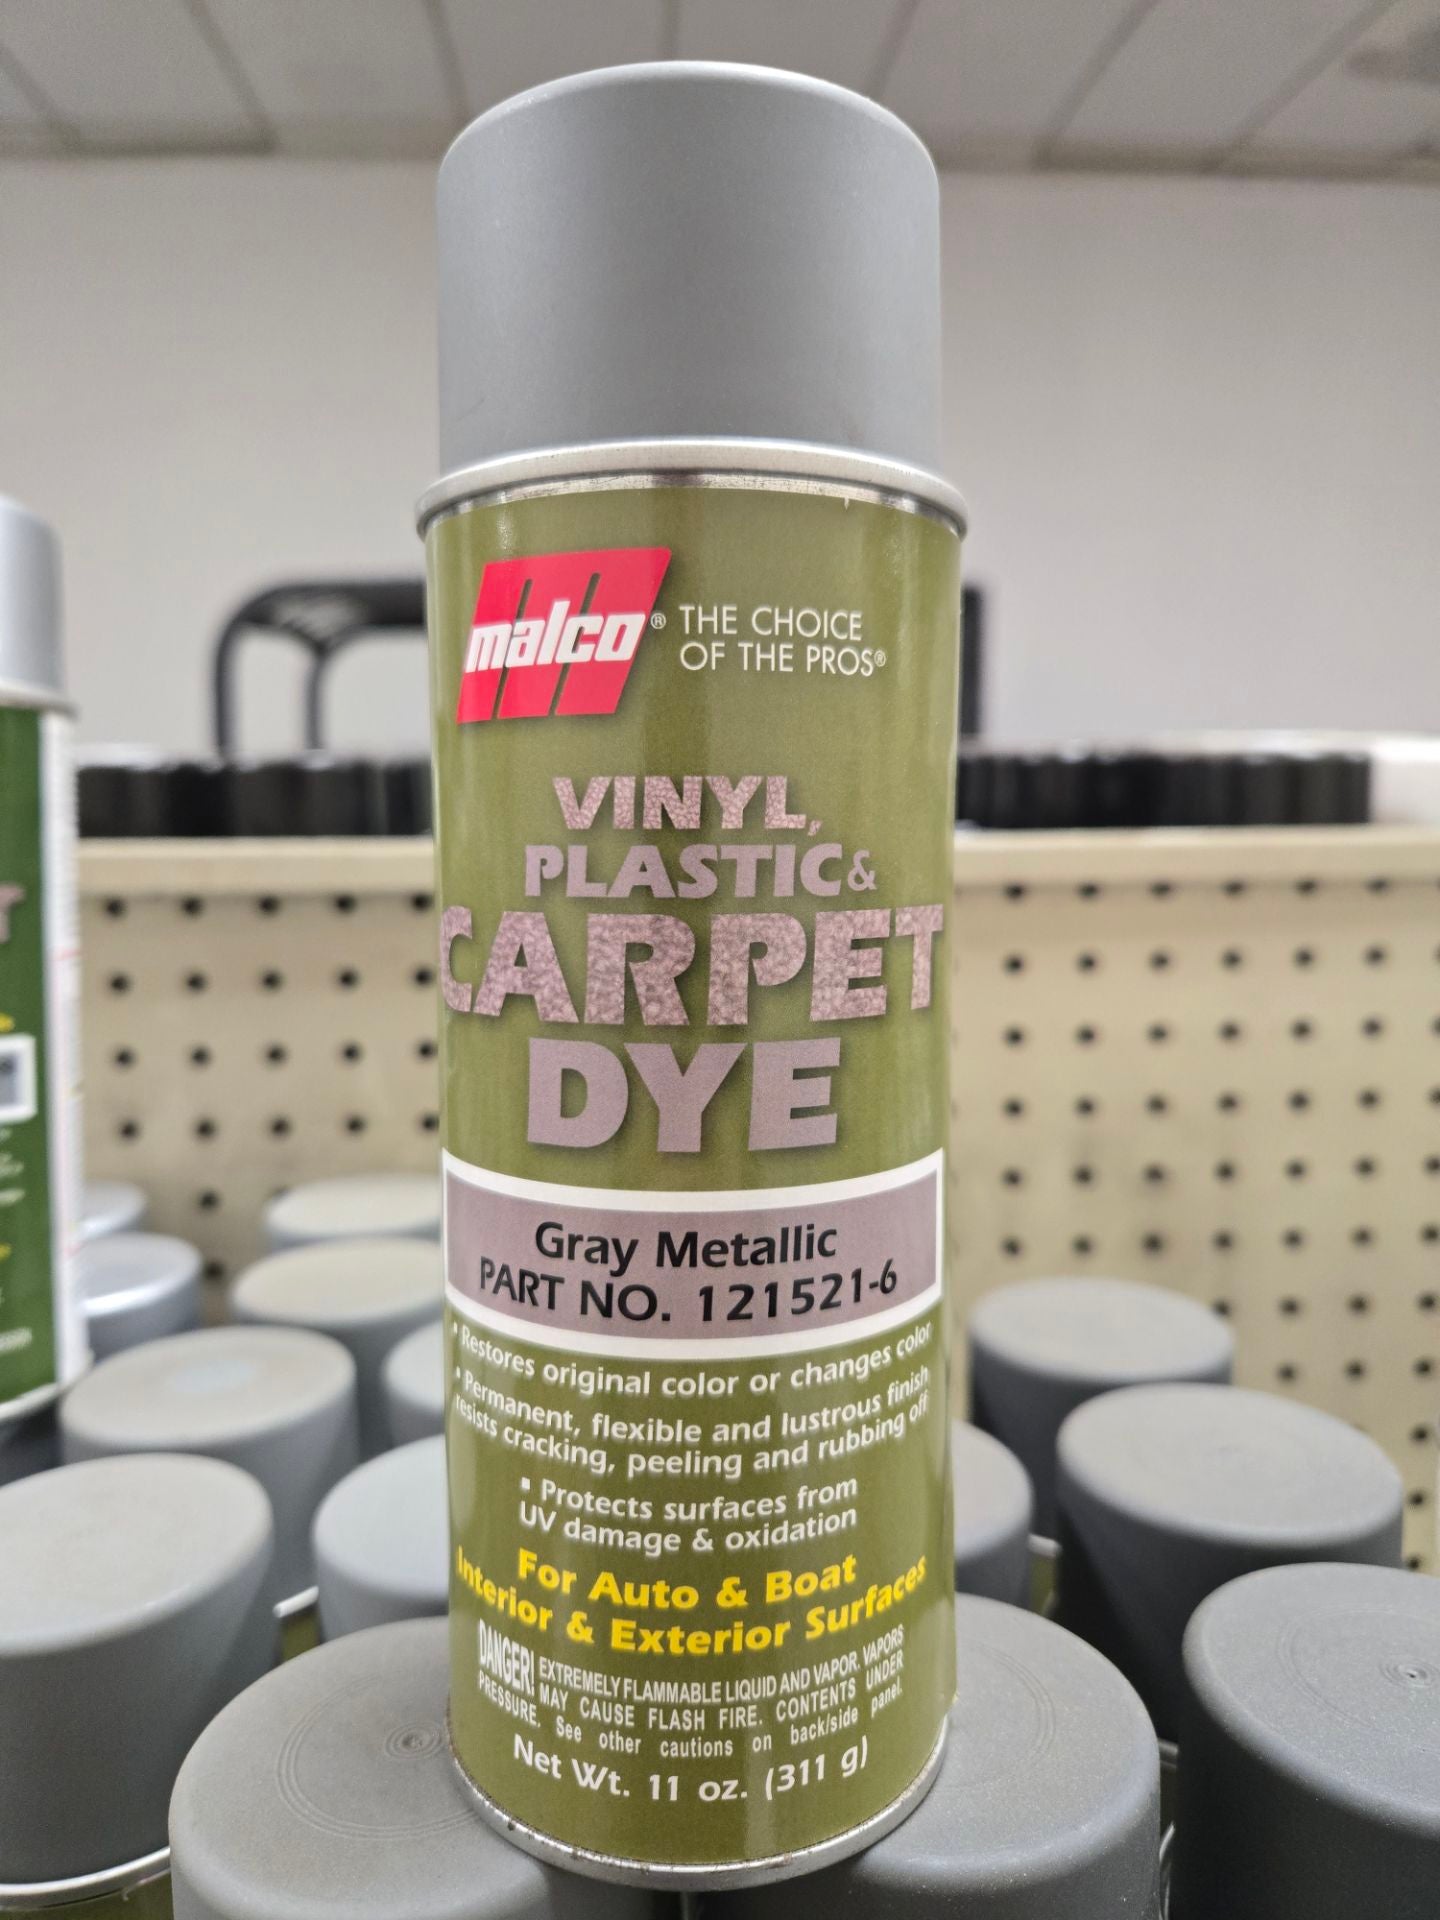 malco® THE CHOICE
OF THE PROS®
VINYL,
PLASTIC &
CARPET
DYE
Gray Metallic
PART NO. 121521-6
▪ Restores original color or changes color
▪ Permanent, flexible and lustrous finish
resists cracking, peeling and rubbing off
▪ Protects surfaces from
UV damage & oxidation
For Auto & Boat
Interior & Exterior Surfaces
DANGER! EXTREMELY FLAMMABLE LIQUID AND VAPOR. VAPORS
MAY CAUSE FLASH FIRE. CONTENTS UNDER
PRESSURE. See other cautions on back/side panel.
Net Wt. 11 oz. (311 g)